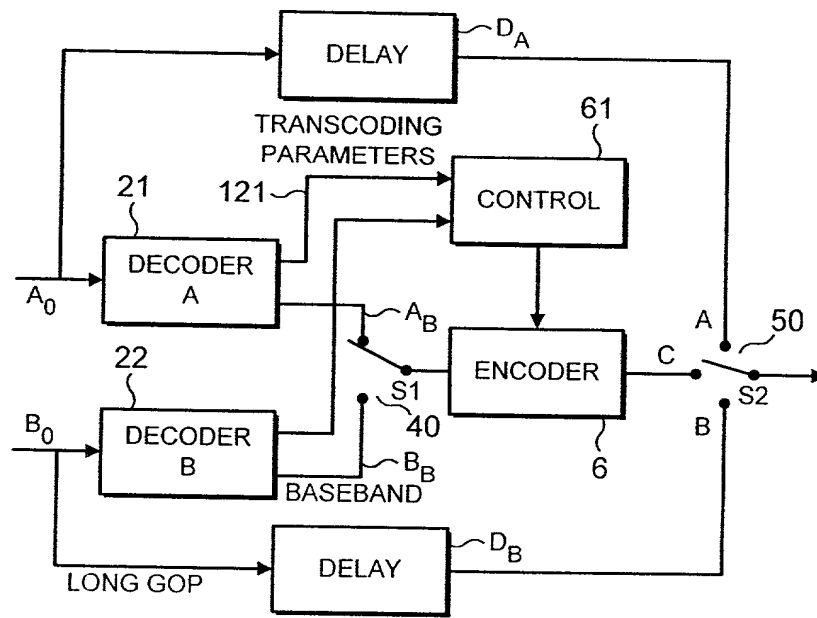 DELAY
D_A
TRANSCODING
PARAMETERS
61
121
CONTROL
21
DECODER
A
A_0
A_B
A
50
22
ENCODER
C
S1
S2
B_0
DECODER
B
40
B
6
B_B
BASEBAND
D_B
DELAY
LONG GOP